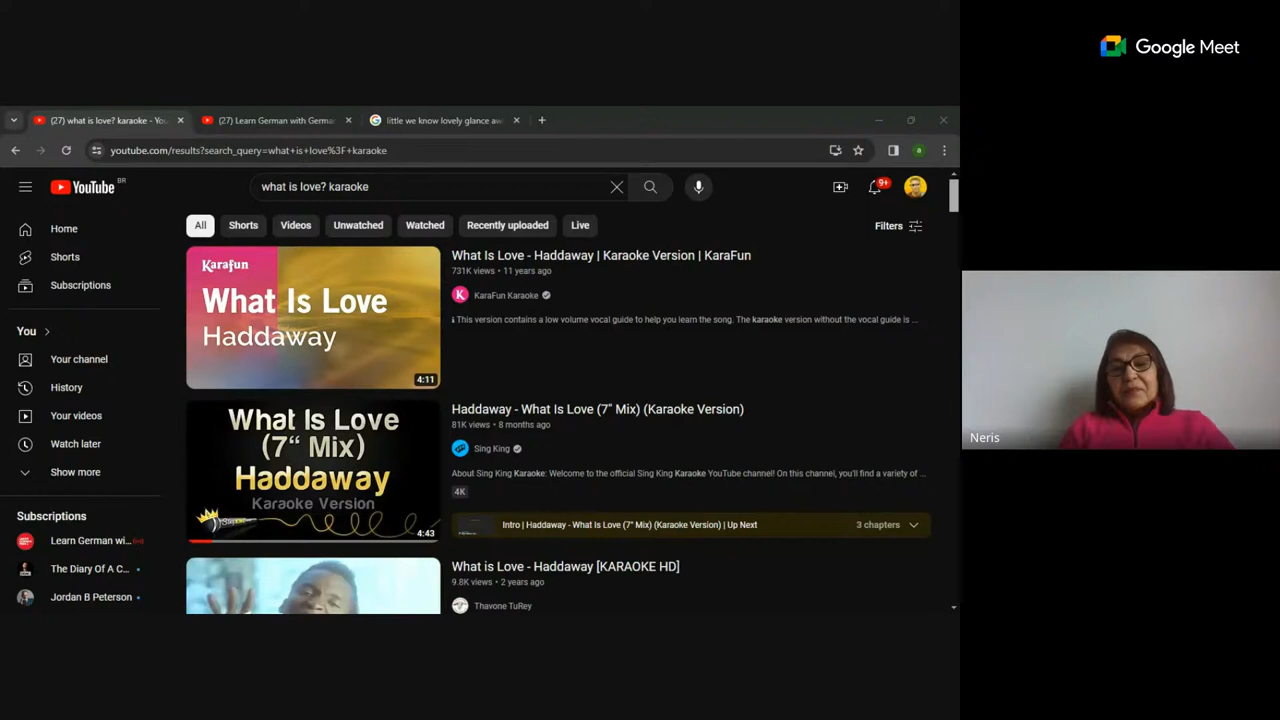 Google Meet
(27) what is love? karaoke - You
(27) Learn German with Germa
little we know lovely glance aw
youtube.com/results?search_query=what+is+love%3F+karaoke
YouTube BR
what is love? karaoke
9+
a
All
Shorts
Videos
Unwatched
Watched
Recently uploaded
Live
Filters
Home
Shorts
Subscriptions
You
Your channel
History
Your videos
Watch later
Show more
Subscriptions
Learn German wi...
The Diary Of A C...
Jordan B Peterson
Karafun
What Is Love
Haddaway
4:11
What Is Love - Haddaway | Karaoke Version | KaraFun
731K views • 11 years ago
K KaraFun Karaoke
This version contains a low volume vocal guide to help you learn the song. The karaoke version without the vocal guide is ...
What Is Love
(7“ Mix)
Haddaway
Karaoke Version
4:43
Haddaway - What Is Love (7" Mix) (Karaoke Version)
81K views • 8 months ago
Sing King
About Sing King Karaoke: Welcome to the official Sing King Karaoke YouTube channel! On this channel, you'll find a variety of ...
4K
Intro | Haddaway - What Is Love (7" Mix) (Karaoke Version) | Up Next
3 chapters
What is Love - Haddaway [KARAOKE HD]
9.8K views • 2 years ago
Thavone TuRey
Neris